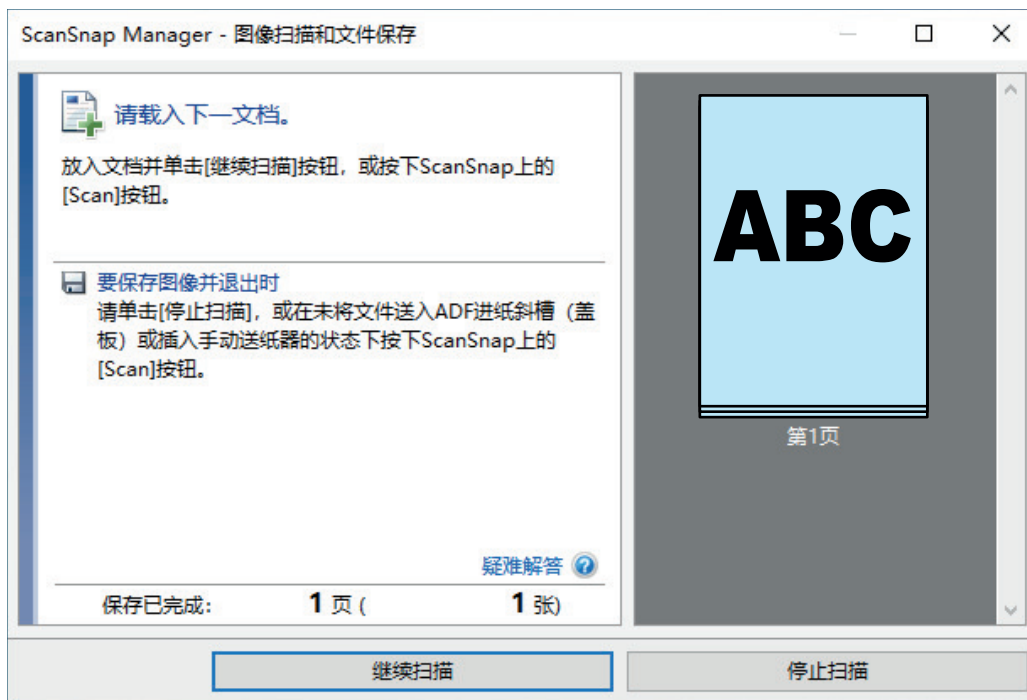 ScanSnap Manager - 图像扫描和文件保存
请载入下一文档。
放入文档并单击[继续扫描]按钮，或按下ScanSnap上的
[Scan]按钮。
要保存图像并退出时
请单击[停止扫描]，或在未将文件送入ADF进纸斜槽（盖
板）或插入手动送纸器的状态下按下ScanSnap上的
[Scan]按钮。
疑难解答
保存已完成: 1 页 ( 1 张)
ABC
第1页
继续扫描
停止扫描